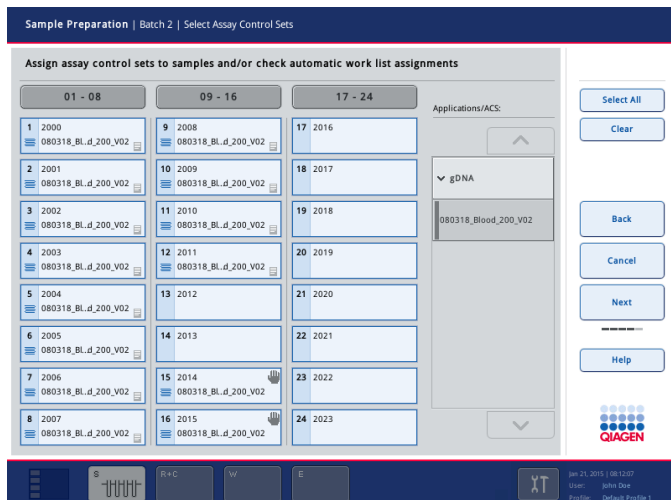 Sample Preparation | Batch 2 | Select Assay Control Sets
Assign assay control sets to samples and/or check automatic work list assignments
01 - 08
09 - 16
17 - 24
Applications/ACS:
1 2000
080318_Bl..d_200_V02
2 2001
080318_Bl..d_200_V02
3 2002
080318_Bl..d_200_V02
4 2003
080318_Bl..d_200_V02
5 2004
080318_Bl..d_200_V02
6 2005
080318_Bl..d_200_V02
7 2006
080318_Bl..d_200_V02
8 2007
080318_Bl..d_200_V02
9 2008
080318_Bl..d_200_V02
10 2009
080318_Bl..d_200_V02
11 2010
080318_Bl..d_200_V02
12 2011
080318_Bl..d_200_V02
13 2012
14 2013
15 2014
080318_Bl..d_200_V02
16 2015
080318_Bl..d_200_V02
17 2016
18 2017
19 2018
20 2019
21 2020
22 2021
23 2022
24 2023
gDNA
080318_Blood_200_V02
Select All
Clear
Back
Cancel
Next
Help
QIAGEN
S
R+C
W
E
Jan 21, 2015 | 08:12:07
User: John Doe
Profile: Default Profile 1